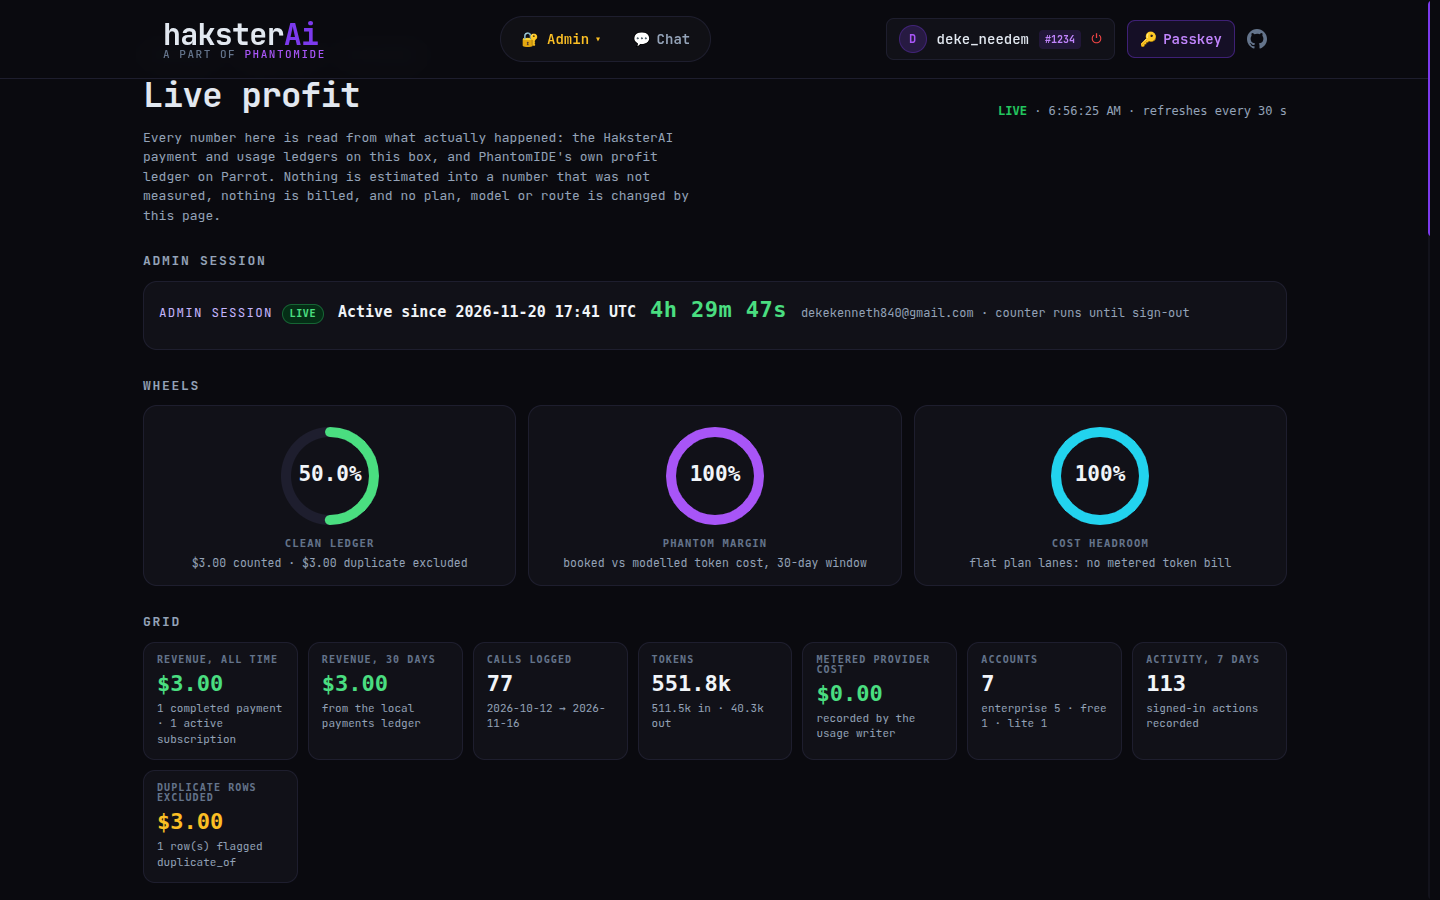 haksterAi
A PART OF PHANTOMIDE
🔐 Admin ▾
💬 Chat
D deke_needem #1234
🔑 Passkey
Live profit
LIVE · 6:56:25 AM · refreshes every 30 s
Every number here is read from what actually happened: the HaksterAI
payment and usage ledgers on this box, and PhantomIDE's own profit
ledger on Parrot. Nothing is estimated into a number that was not
measured, nothing is billed, and no plan, model or route is changed by
this page.
ADMIN SESSION
ADMIN SESSION LIVE Active since 2026-11-20 17:41 UTC 4h 29m 47s dekekenneth840@gmail.com · counter runs until sign-out
WHEELS
50.0%
CLEAN LEDGER
$3.00 counted · $3.00 duplicate excluded
100%
PHANTOM MARGIN
booked vs modelled token cost, 30-day window
100%
COST HEADROOM
flat plan lanes: no metered token bill
GRID
REVENUE, ALL TIME
$3.00
1 completed payment
· 1 active
subscription
REVENUE, 30 DAYS
$3.00
from the local
payments ledger
CALLS LOGGED
77
2026-10-12 → 2026-
11-16
TOKENS
551.8k
511.5k in · 40.3k
out
METERED PROVIDER
COST
$0.00
recorded by the
usage writer
ACCOUNTS
7
enterprise 5 · free
1 · lite 1
ACTIVITY, 7 DAYS
113
signed-in actions
recorded
DUPLICATE ROWS
EXCLUDED
$3.00
1 row(s) flagged
duplicate_of